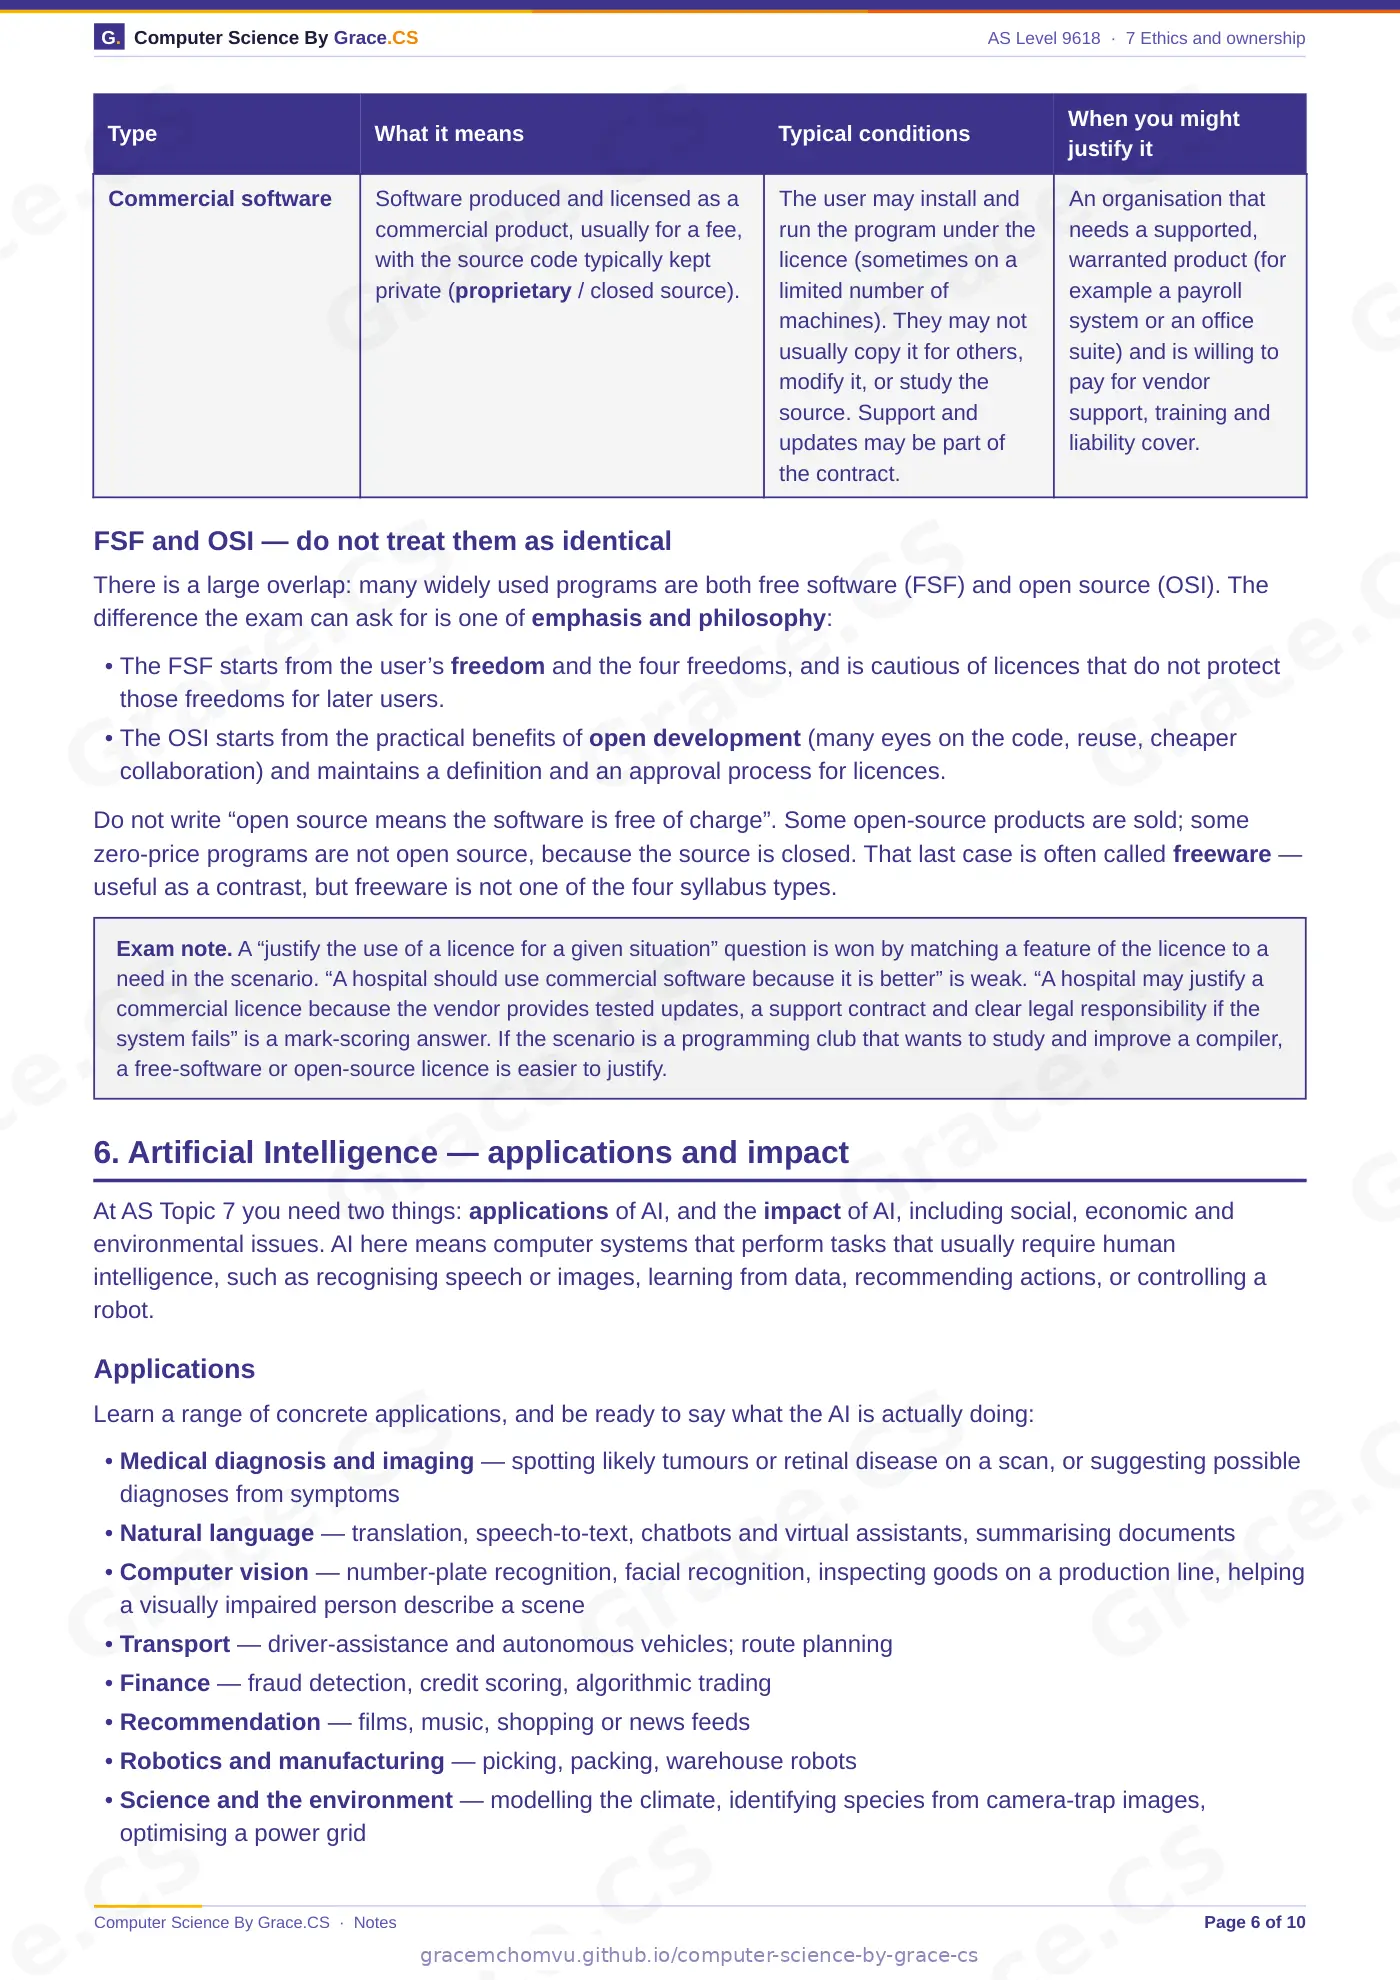 G. Computer Science By Grace.CS
AS Level 9618 · 7 Ethics and ownership
Type
What it means
Typical conditions
When you might
justify it
Commercial software
Software produced and licensed as a
commercial product, usually for a fee,
with the source code typically kept
private (proprietary / closed source).
The user may install and
run the program under the
licence (sometimes on a
limited number of
machines). They may not
usually copy it for others,
modify it, or study the
source. Support and
updates may be part of
the contract.
An organisation that
needs a supported,
warranted product (for
example a payroll
system or an office
suite) and is willing to
pay for vendor
support, training and
liability cover.
FSF and OSI — do not treat them as identical
There is a large overlap: many widely used programs are both free software (FSF) and open source (OSI). The
difference the exam can ask for is one of emphasis and philosophy:
• The FSF starts from the user’s freedom and the four freedoms, and is cautious of licences that do not protect
those freedoms for later users.
• The OSI starts from the practical benefits of open development (many eyes on the code, reuse, cheaper
collaboration) and maintains a definition and an approval process for licences.
Do not write “open source means the software is free of charge”. Some open-source products are sold; some
zero-price programs are not open source, because the source is closed. That last case is often called freeware —
useful as a contrast, but freeware is not one of the four syllabus types.
Exam note. A “justify the use of a licence for a given situation” question is won by matching a feature of the licence to a
need in the scenario. “A hospital should use commercial software because it is better” is weak. “A hospital may justify a
commercial licence because the vendor provides tested updates, a support contract and clear legal responsibility if the
system fails” is a mark-scoring answer. If the scenario is a programming club that wants to study and improve a compiler,
a free-software or open-source licence is easier to justify.
6. Artificial Intelligence — applications and impact
At AS Topic 7 you need two things: applications of AI, and the impact of AI, including social, economic and
environmental issues. AI here means computer systems that perform tasks that usually require human
intelligence, such as recognising speech or images, learning from data, recommending actions, or controlling a
robot.
Applications
Learn a range of concrete applications, and be ready to say what the AI is actually doing:
• Medical diagnosis and imaging — spotting likely tumours or retinal disease on a scan, or suggesting possible
diagnoses from symptoms
• Natural language — translation, speech-to-text, chatbots and virtual assistants, summarising documents
• Computer vision — number-plate recognition, facial recognition, inspecting goods on a production line, helping
a visually impaired person describe a scene
• Transport — driver-assistance and autonomous vehicles; route planning
• Finance — fraud detection, credit scoring, algorithmic trading
• Recommendation — films, music, shopping or news feeds
• Robotics and manufacturing — picking, packing, warehouse robots
• Science and the environment — modelling the climate, identifying species from camera-trap images,
optimising a power grid
Computer Science By Grace.CS · Notes
Page 6 of 10
gracemchomvu.github.io/computer-science-by-grace-cs